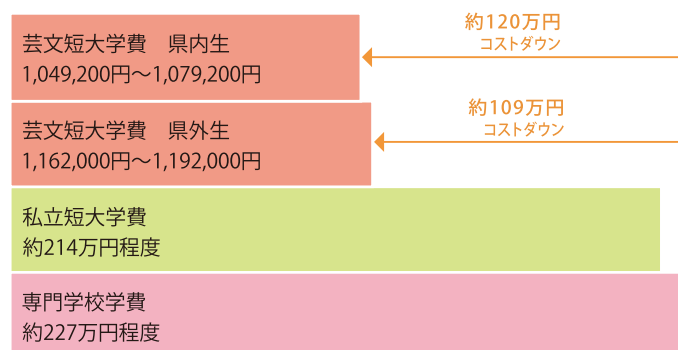 芸文短大学費　県内生
1,049,200円～1,079,200円
約120万円
コストダウン
芸文短大学費　県外生
1,162,000円～1,192,000円
約109万円
コストダウン
私立短大学費
約214万円程度
専門学校学費
約227万円程度